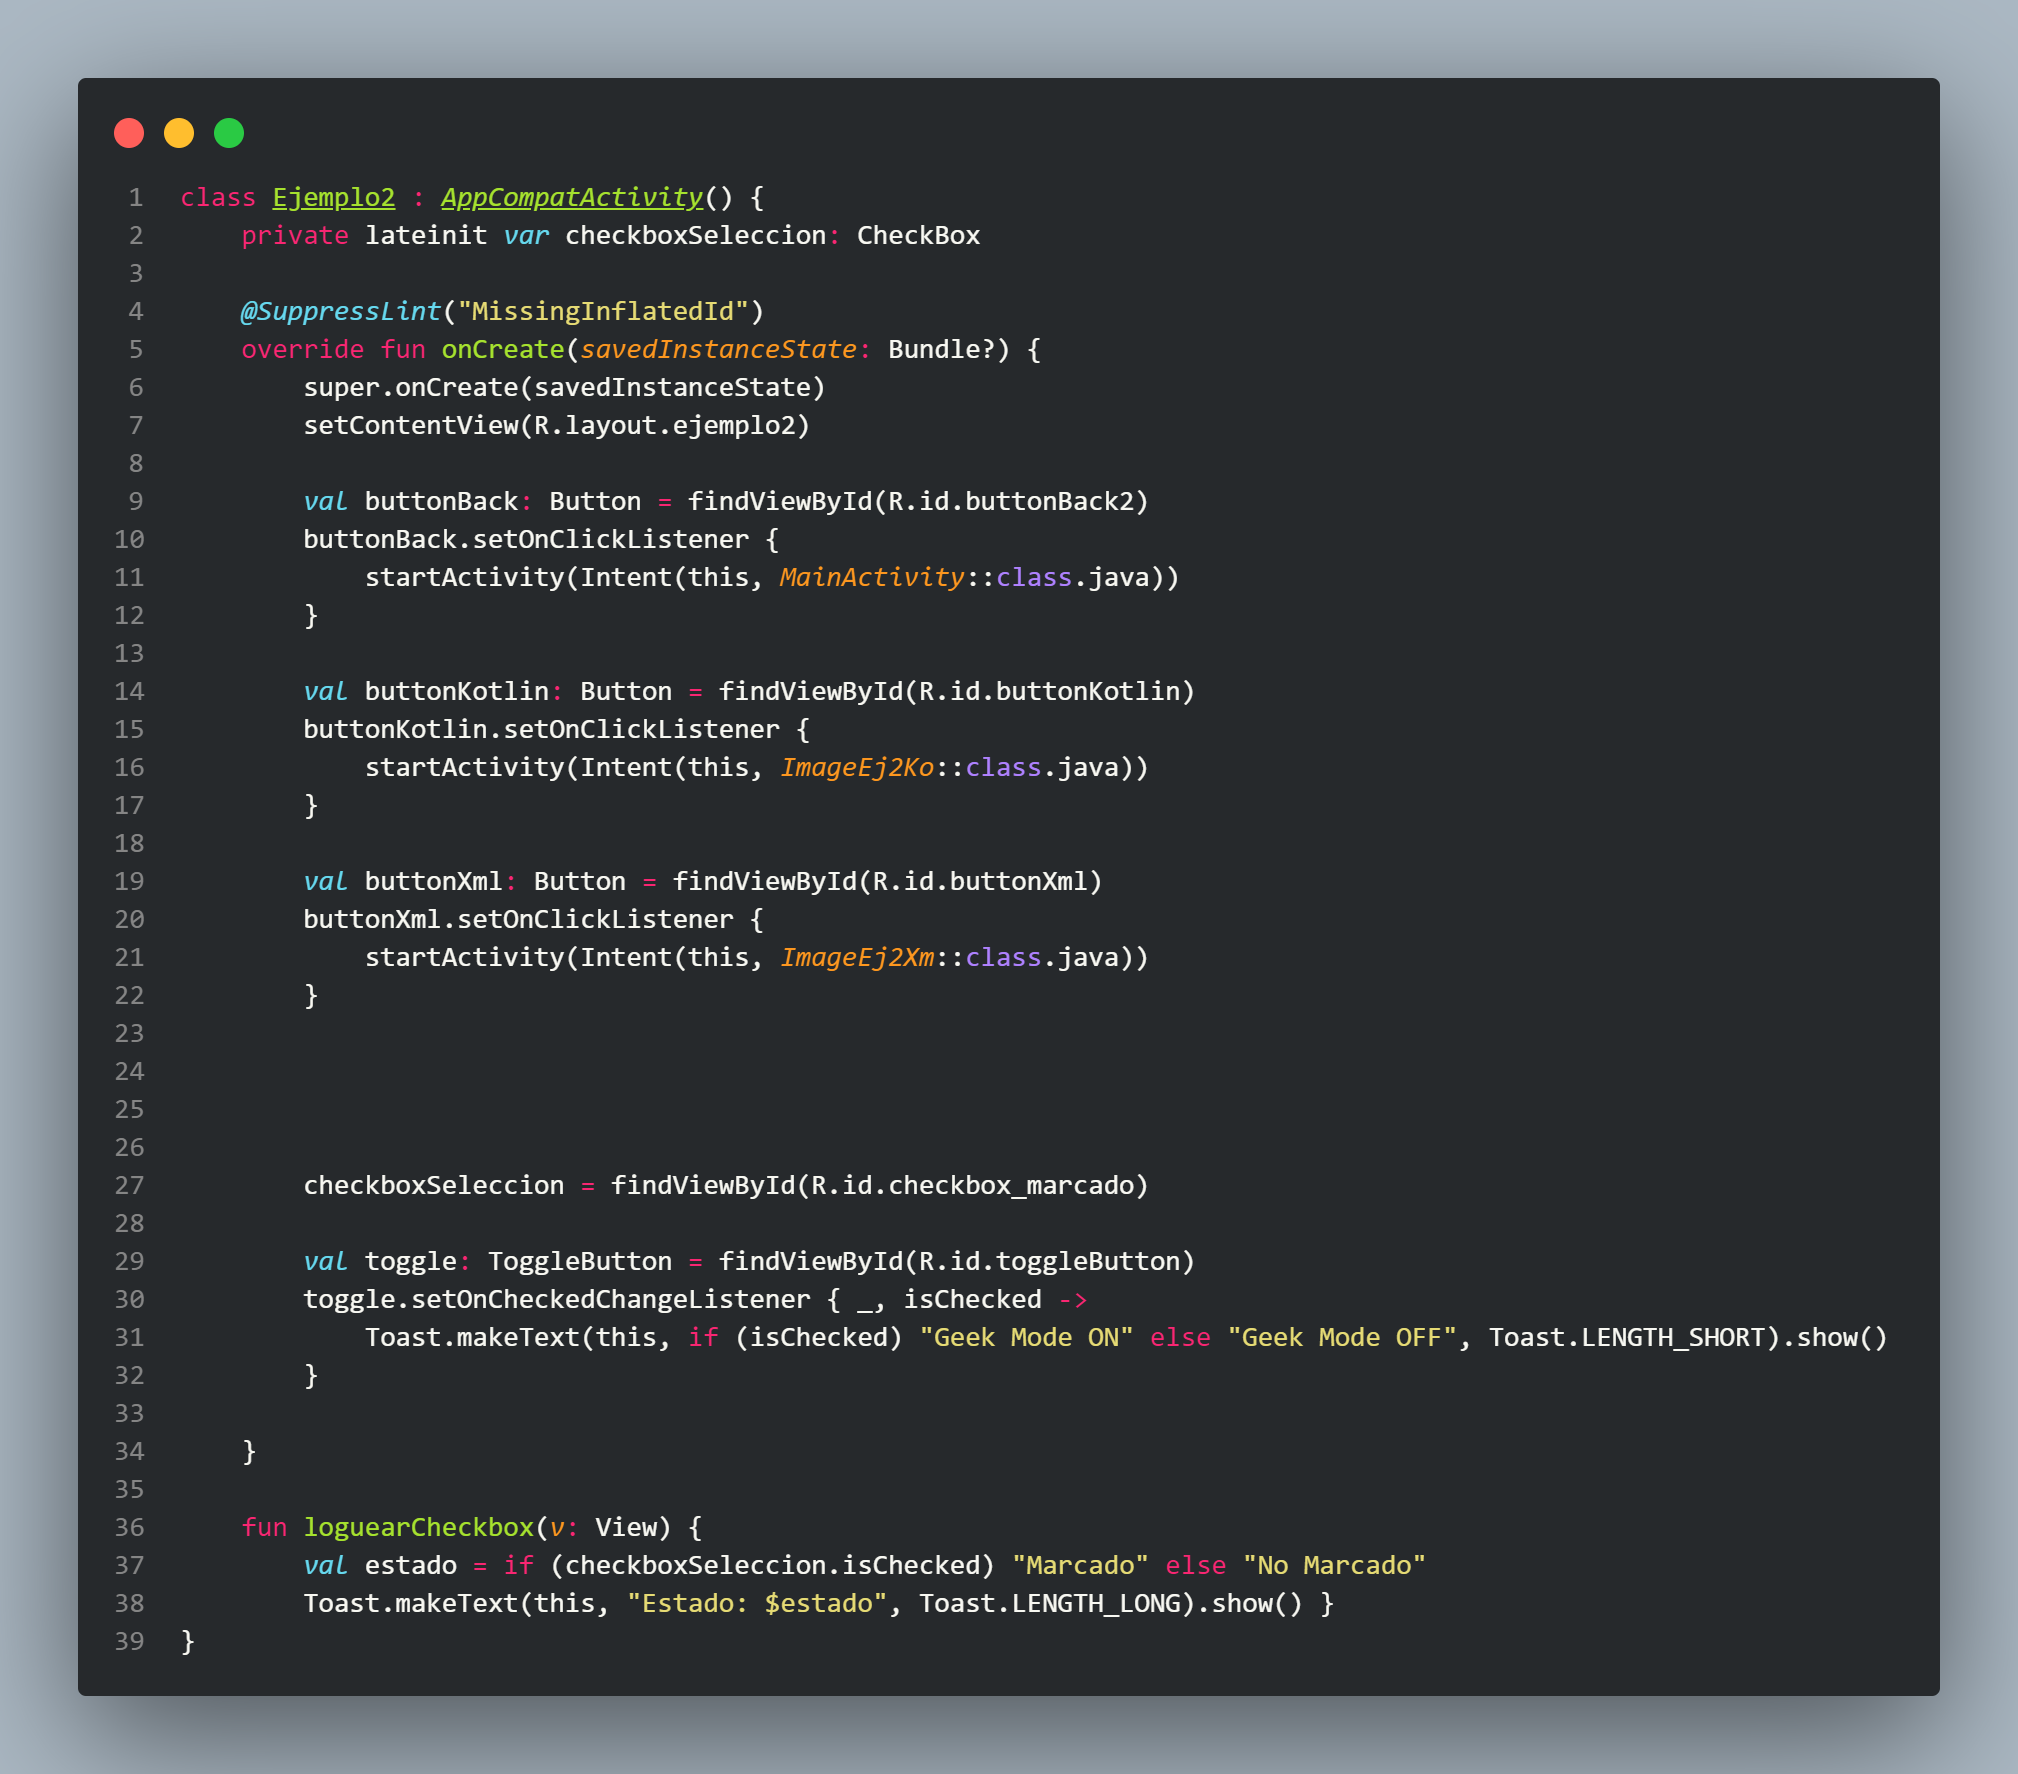 1 class Ejemplo2 : AppCompatActivity() {
2     private lateinit var checkboxSeleccion: CheckBox
3
4     @SuppressLint("MissingInflatedId")
5     override fun onCreate(savedInstanceState: Bundle?) {
6         super.onCreate(savedInstanceState)
7         setContentView(R.layout.ejemplo2)
8
9         val buttonBack: Button = findViewById(R.id.buttonBack2)
10         buttonBack.setOnClickListener {
11             startActivity(Intent(this, MainActivity::class.java))
12         }
13
14         val buttonKotlin: Button = findViewById(R.id.buttonKotlin)
15         buttonKotlin.setOnClickListener {
16             startActivity(Intent(this, ImageEj2Ko::class.java))
17         }
18
19         val buttonXml: Button = findViewById(R.id.buttonXml)
20         buttonXml.setOnClickListener {
21             startActivity(Intent(this, ImageEj2Xm::class.java))
22         }
23
24
25
26
27         checkboxSeleccion = findViewById(R.id.checkbox_marcado)
28
29         val toggle: ToggleButton = findViewById(R.id.toggleButton)
30         toggle.setOnCheckedChangeListener { _, isChecked ->
31             Toast.makeText(this, if (isChecked) "Geek Mode ON" else "Geek Mode OFF", Toast.LENGTH_SHORT).show()
32         }
33
34     }
35
36     fun loguearCheckbox(v: View) {
37         val estado = if (checkboxSeleccion.isChecked) "Marcado" else "No Marcado"
38         Toast.makeText(this, "Estado: $estado", Toast.LENGTH_LONG).show() }
39 }